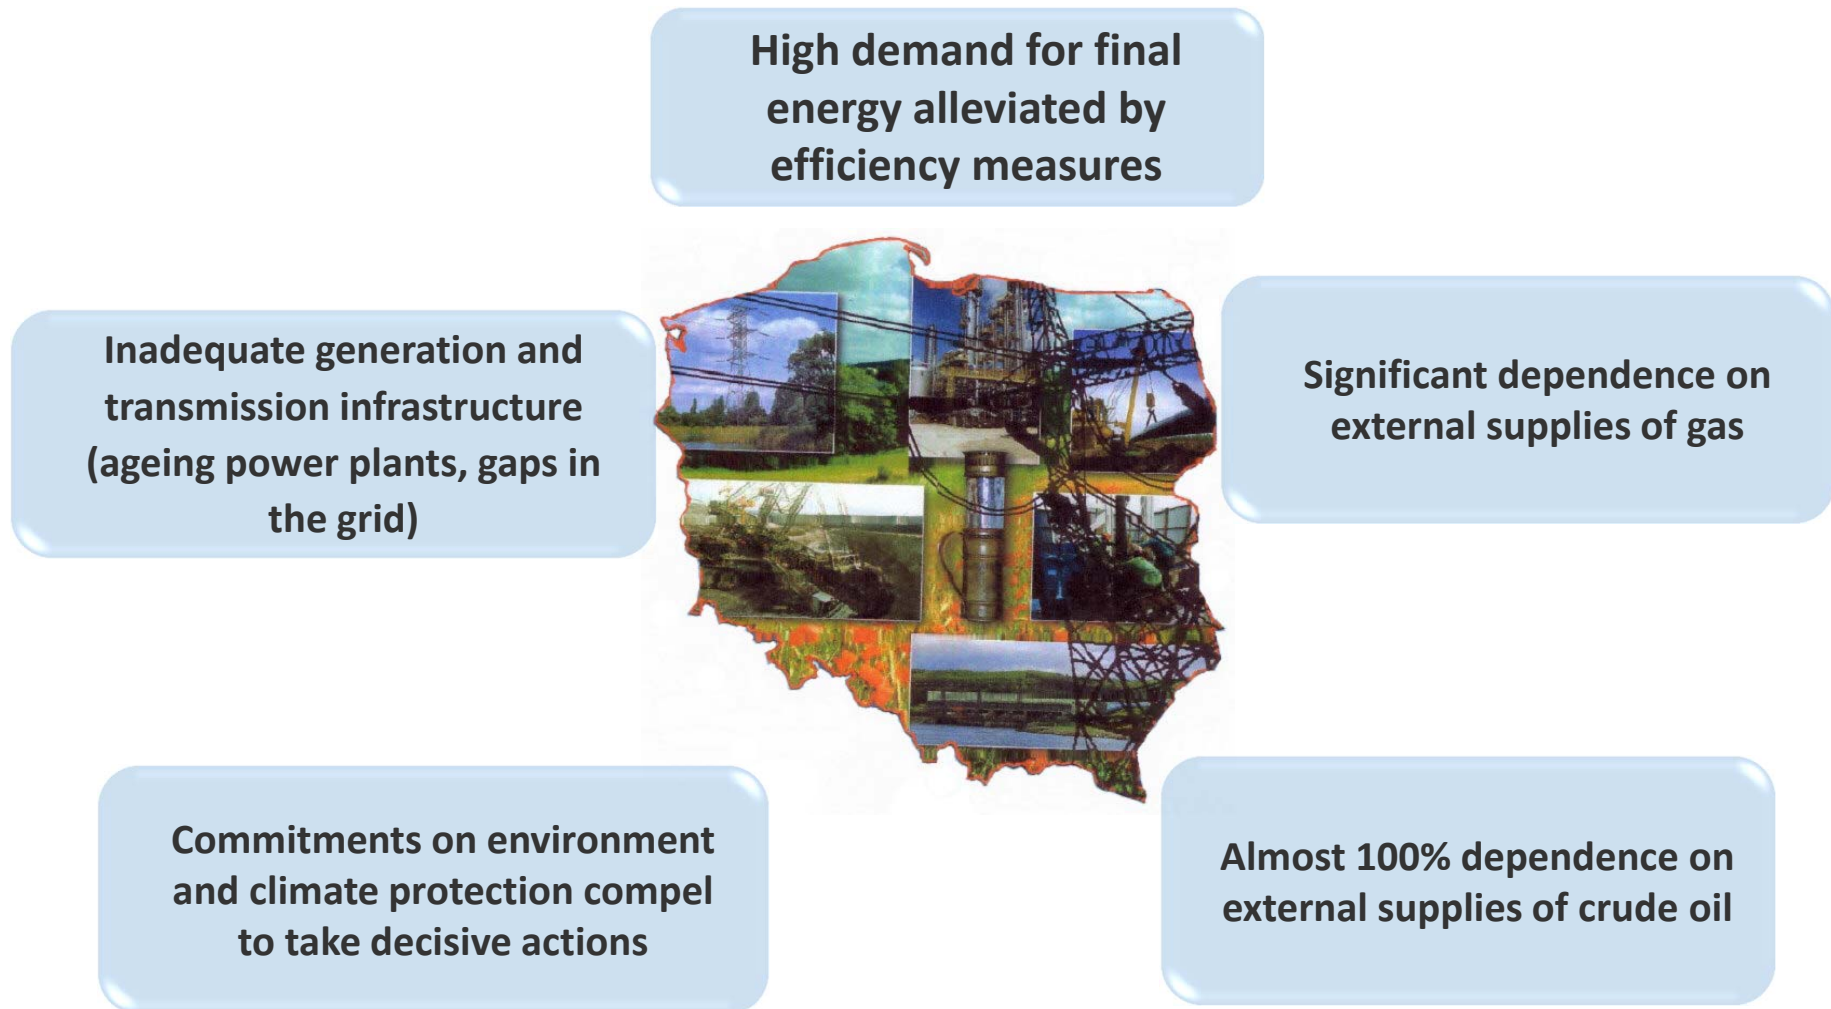 High demand for final
energy alleviated by
efficiency measures
Inadequate generation and
transmission infrastructure
(ageing power plants, gaps in
the grid)
Significant dependence on
external supplies of gas
Commitments on environment
and climate protection compel
to take decisive actions
Almost 100% dependence on
external supplies of crude oil